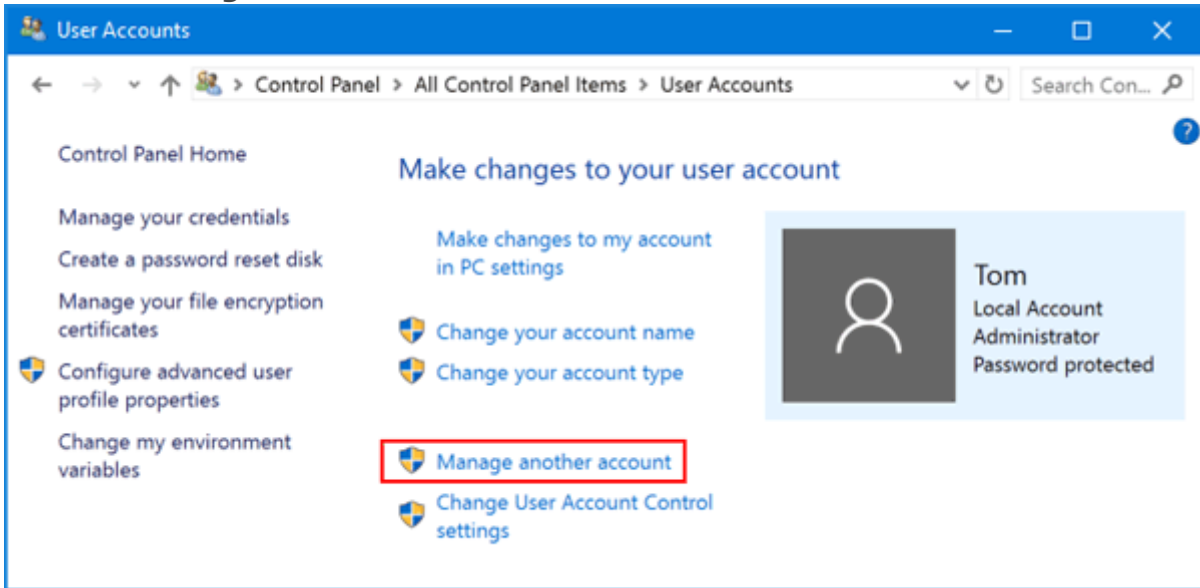 User Accounts
Control Panel > All Control Panel Items > User Accounts
Search Con...
?
Control Panel Home
Manage your credentials
Create a password reset disk
Manage your file encryption
certificates
Configure advanced user
profile properties
Change my environment
variables
Make changes to your user account
Make changes to my account
in PC settings
Change your account name
Change your account type
Manage another account
Change User Account Control
settings
Tom
Local Account
Administrator
Password protected